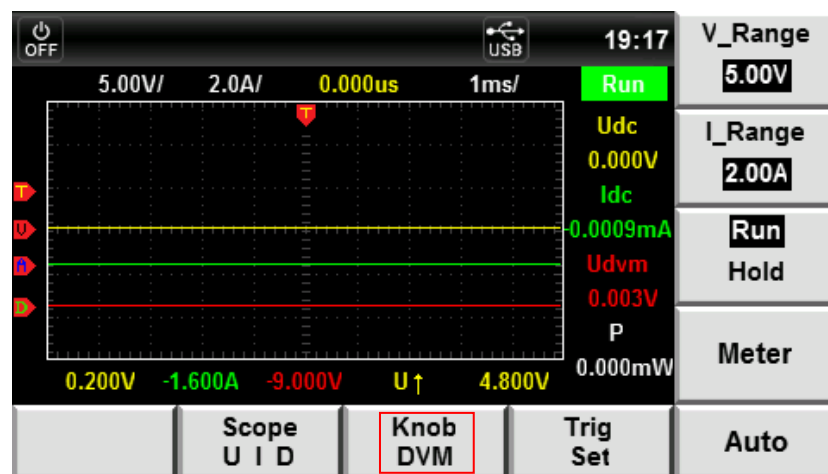 OFF
USB
19:17
5.00V/ 2.0A/ 0.000us 1ms/ Run
T
Udc
0.000V
Idc
-0.0009mA
Udvm
0.003V
P
0.000mW
T
U
A
D
0.200V -1.600A -9.000V U↑ 4.800V
V_Range
5.00V
I_Range
2.00A
Run
Hold
Meter
Auto
Scope
U I D
Knob
DVM
Trig
Set